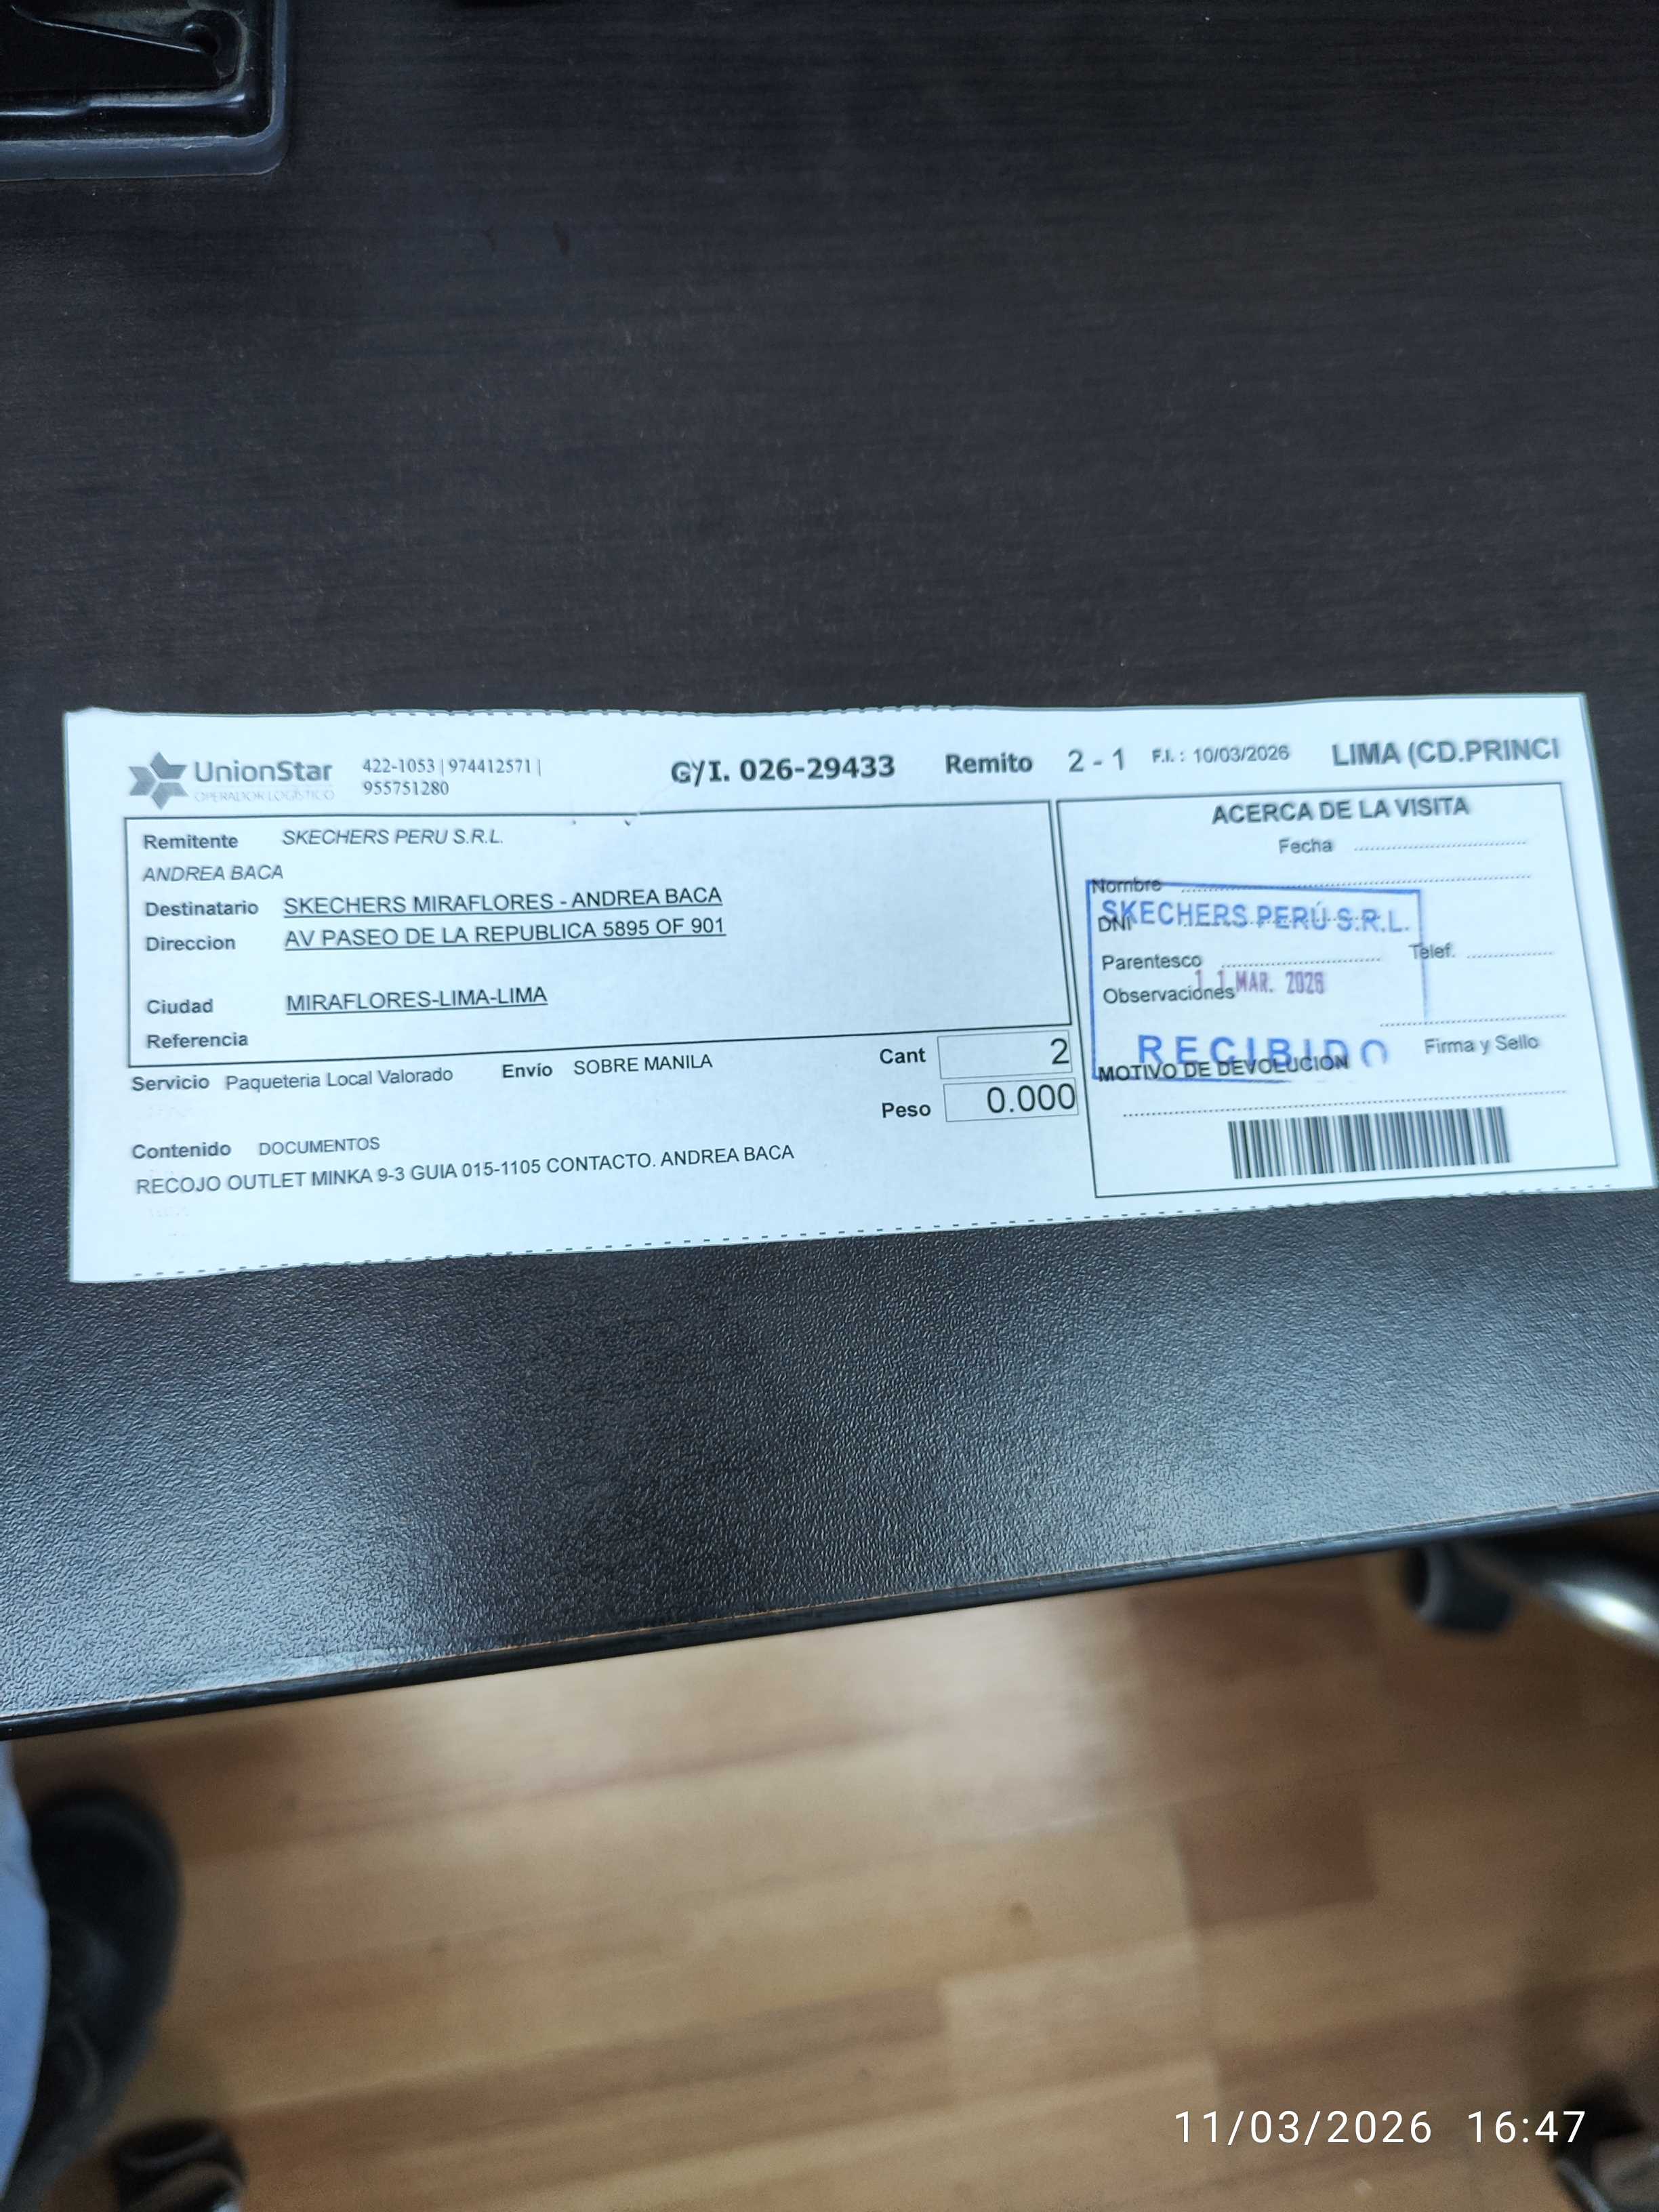 UnionStar
OPERADOR LOGÍSTICO
422-1053 | 974412571 |
955751280
G/I. 026-29433
Remito 2 - 1
F.I. : 10/03/2026
LIMA (CD.PRINCI
Remitente SKECHERS PERU S.R.L.
ANDREA BACA
Destinatario SKECHERS MIRAFLORES - ANDREA BACA
Direccion AV PASEO DE LA REPUBLICA 5895 OF 901
Ciudad MIRAFLORES-LIMA-LIMA
Referencia
Servicio Paqueteria Local Valorado
Envío SOBRE MANILA
Cant 2
Peso 0.000
Contenido DOCUMENTOS
RECOJO OUTLET MINKA 9-3 GUIA 015-1105 CONTACTO. ANDREA BACA
ACERCA DE LA VISITA
Fecha
Nombre
DNI
Parentesco
Telef.
Observaciones
Firma y Sello
MOTIVO DE DEVOLUCION
SKECHERS PERÚ S.R.L.
11 MAR. 2026
RECIBIDO
11/03/2026 16:47